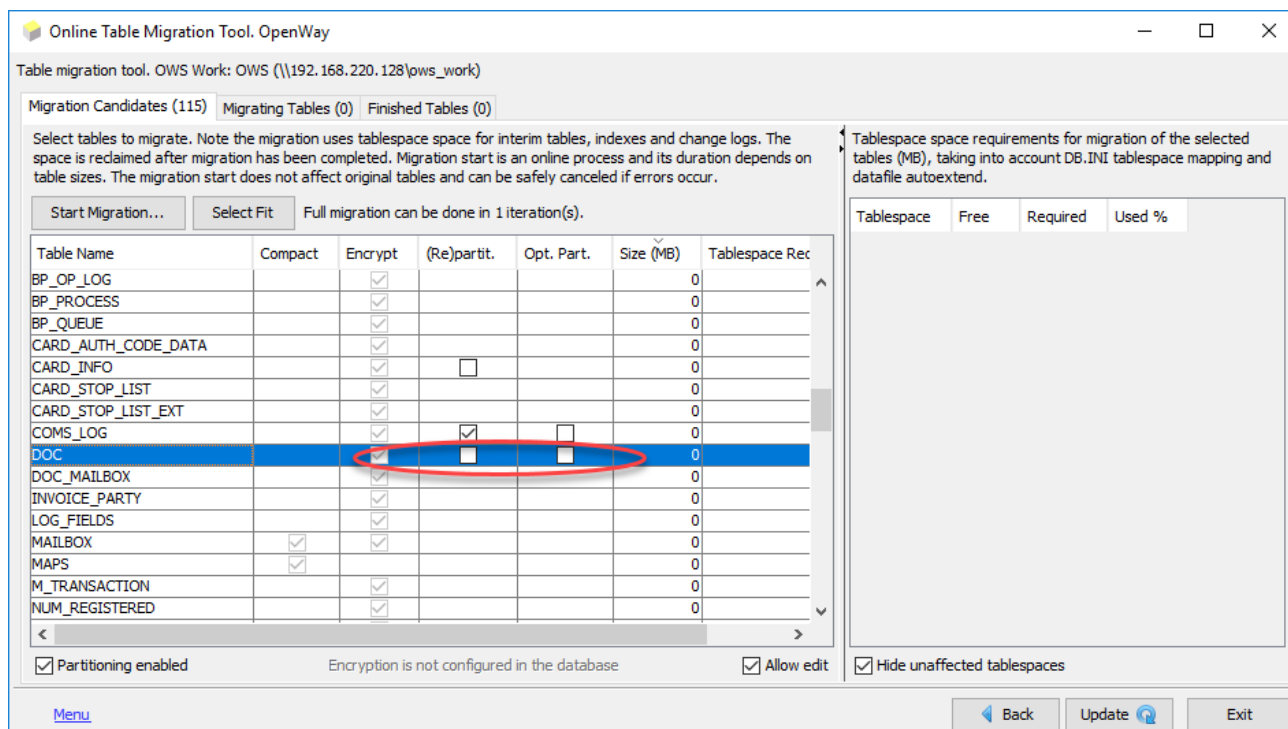 Online Table Migration Tool. OpenWay
Table migration tool. OWS Work: OWS (\\192.168.220.128\ows_work)
Migration Candidates (115) Migrating Tables (0) Finished Tables (0)
Select tables to migrate. Note the migration uses tablespace space for interim tables, indexes and change logs. The
space is reclaimed after migration has been completed. Migration start is an online process and its duration depends on
table sizes. The migration start does not affect original tables and can be safely canceled if errors occur.
Start Migration... Select Fit Full migration can be done in 1 iteration(s).
Table Name Compact Encrypt (Re)partit. Opt. Part. Size (MB) Tablespace Rec
BP_OP_LOG 0
BP_PROCESS 0
BP_QUEUE 0
CARD_AUTH_CODE_DATA 0
CARD_INFO 0
CARD_STOP_LIST 0
CARD_STOP_LIST_EXT 0
COMS_LOG 0
DOC 0
DOC_MAILBOX 0
INVOICE_PARTY 0
LOG_FIELDS 0
MAILBOX 0
MAPS 0
M_TRANSACTION 0
NUM_REGISTERED 0
Partitioning enabled Encryption is not configured in the database Allow edit
Tablespace space requirements for migration of the selected
tables (MB), taking into account DB.INI tablespace mapping and
datafile autoextend.
Tablespace Free Required Used %
Hide unaffected tablespaces
Menu Back Update Exit